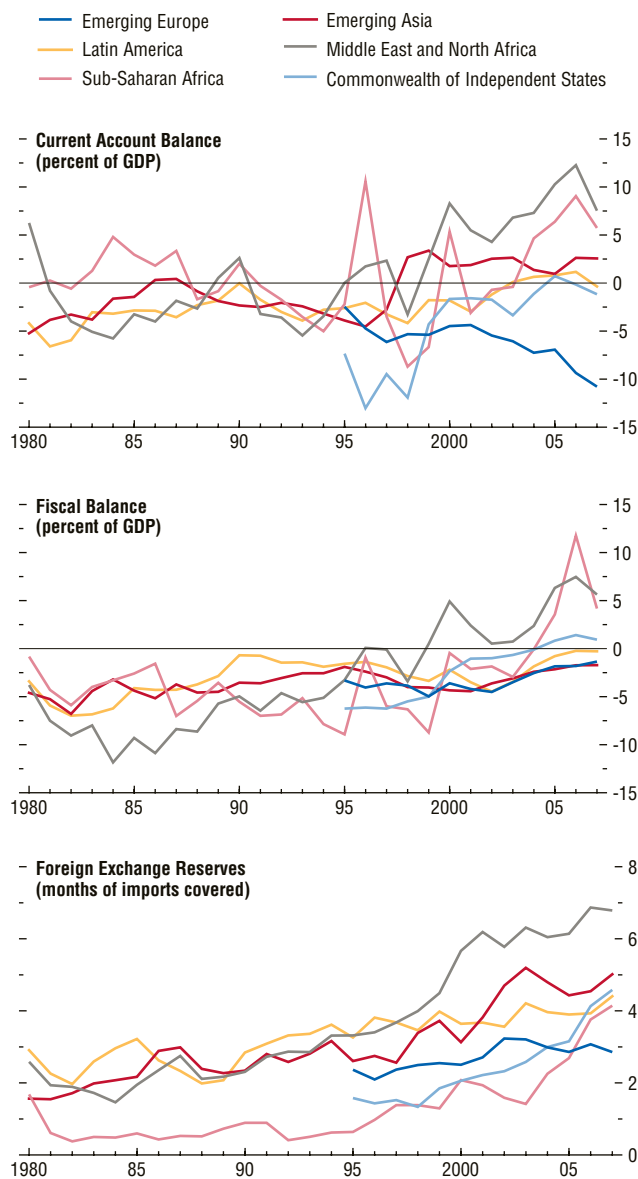 Emerging Europe
Emerging Asia
Latin America
Middle East and North Africa
Sub-Saharan Africa
Commonwealth of Independent States
Current Account Balance
(percent of GDP)
15
10
5
0
-5
-10
-15
1980 85 90 95 2000 05
Fiscal Balance
(percent of GDP)
15
10
5
0
-5
-10
-15
1980 85 90 95 2000 05
Foreign Exchange Reserves
(months of imports covered)
8
6
4
2
0
1980 85 90 95 2000 05